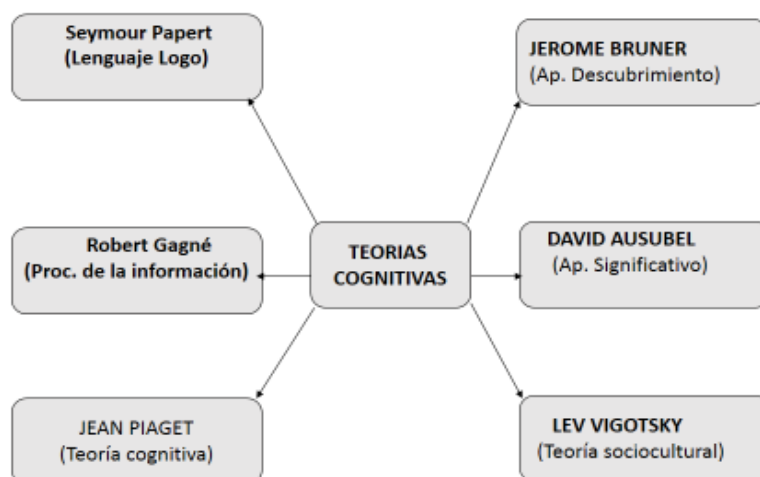 Seymour Papert
(Lenguaje Logo)
JEROME BRUNER
(Ap. Descubrimiento)
Robert Gagné
(Proc. de la información)
TEORIAS
COGNITIVAS
DAVID AUSUBEL
(Ap. Significativo)
JEAN PIAGET
(Teoría cognitiva)
LEV VIGOTSKY
(Teoría sociocultural)